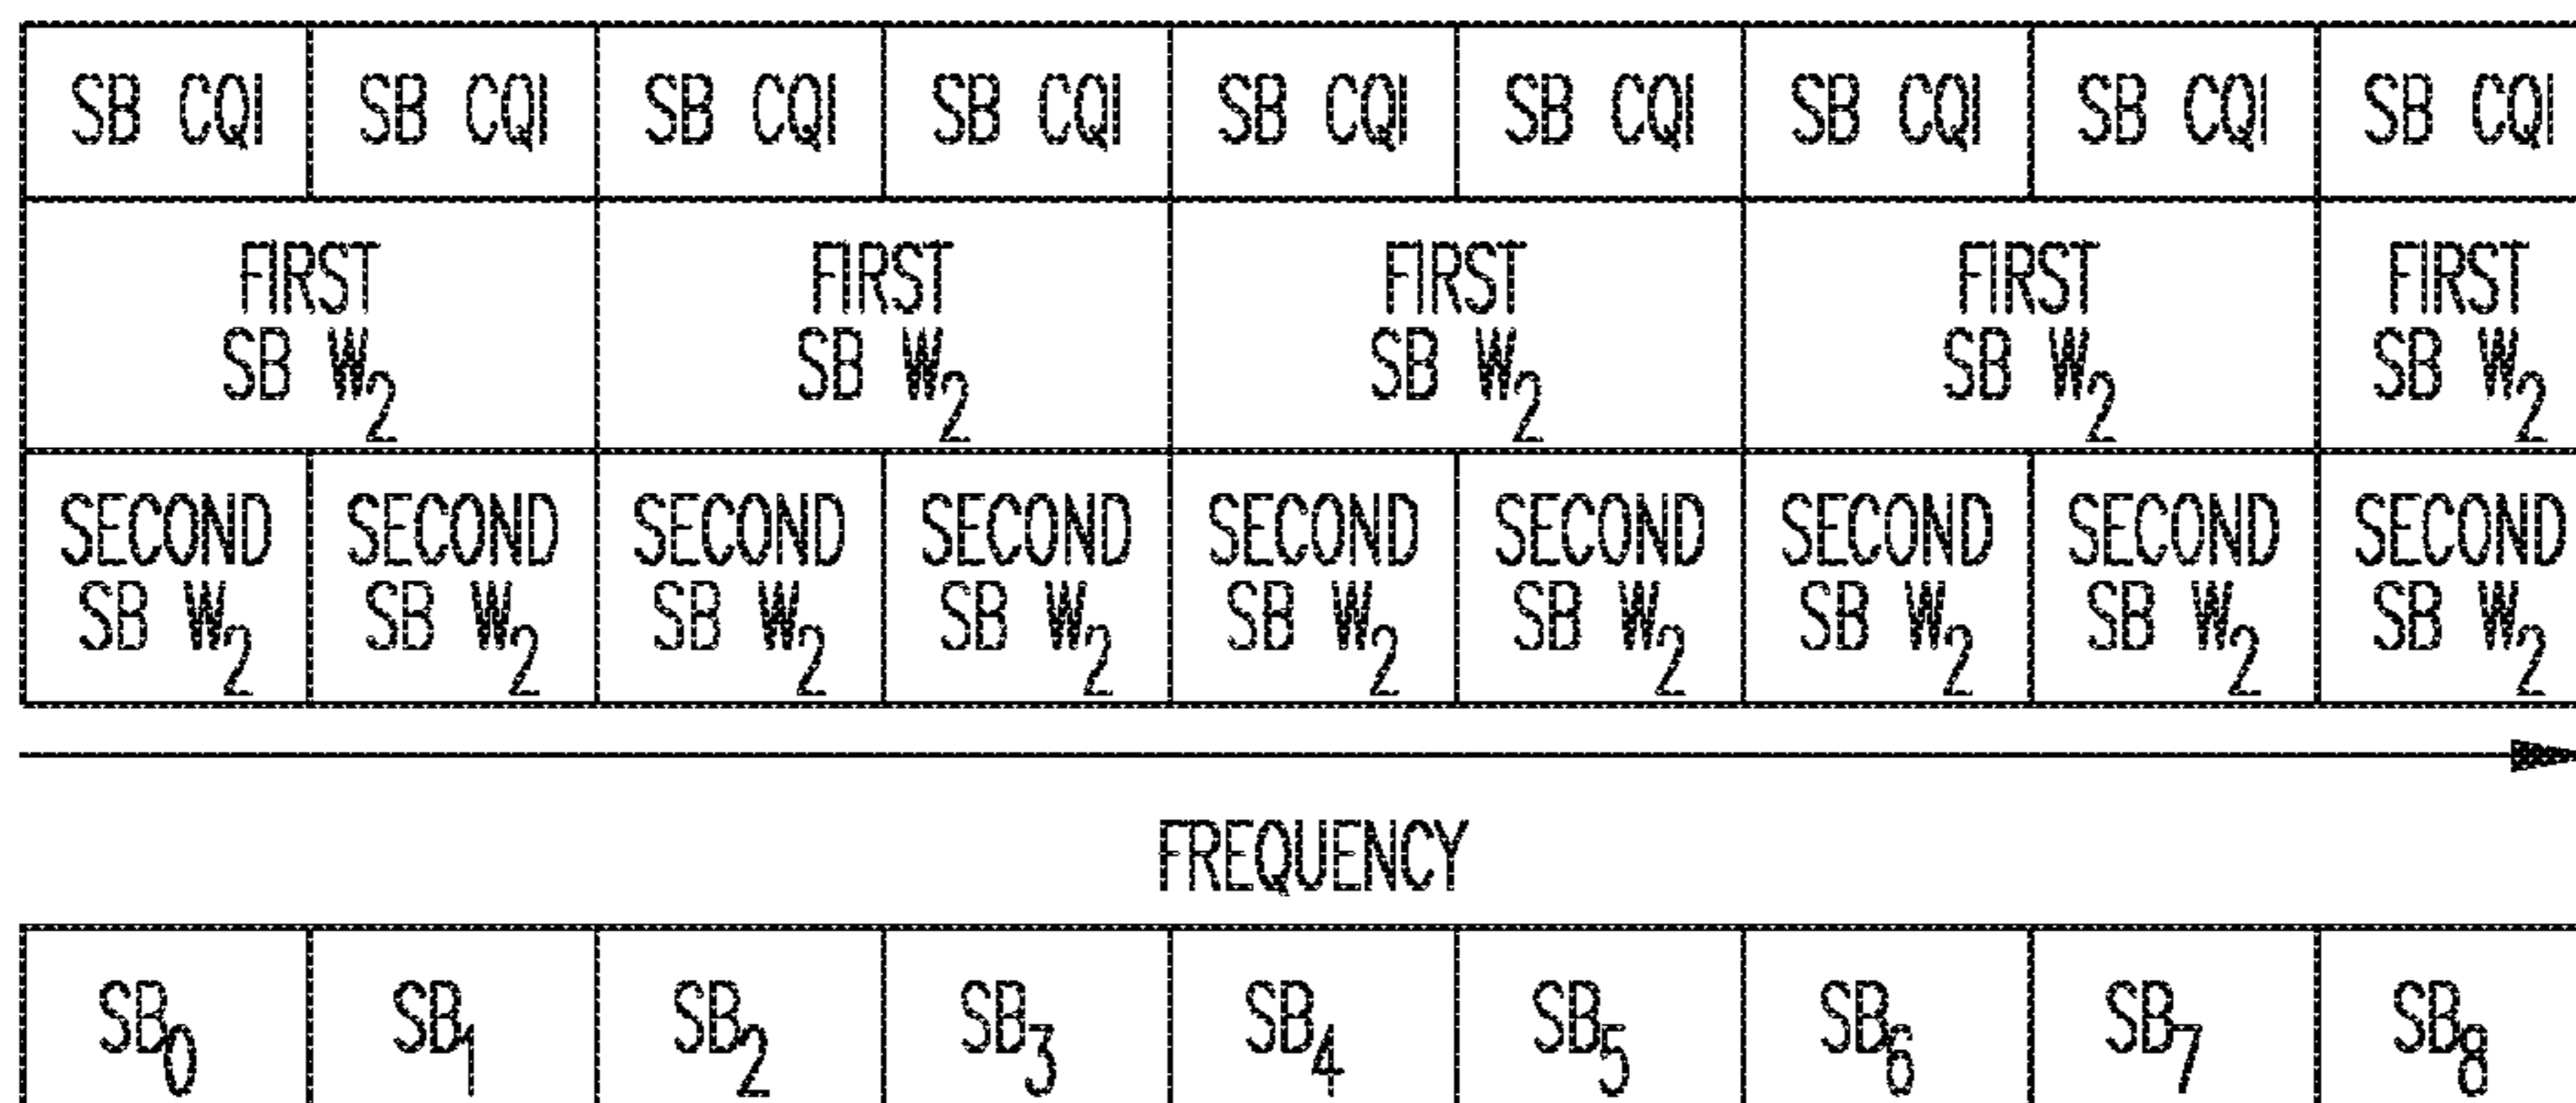 SB CQI SB CQI SB CQI SB CQI SB CQI SB CQI SB CQI SB CQI SB CQI
FIRST FIRST FIRST FIRST FIRST
SB W2 SB W2 SB W2 SB W2 SB W2
SECOND SECOND SECOND SECOND SECOND SECOND SECOND SECOND SECOND
SB W2 SB W2 SB W2 SB W2 SB W2 SB W2 SB W2 SB W2 SB W2
FREQUENCY
SB0 SB1 SB2 SB3 SB4 SB5 SB6 SB7 SB8